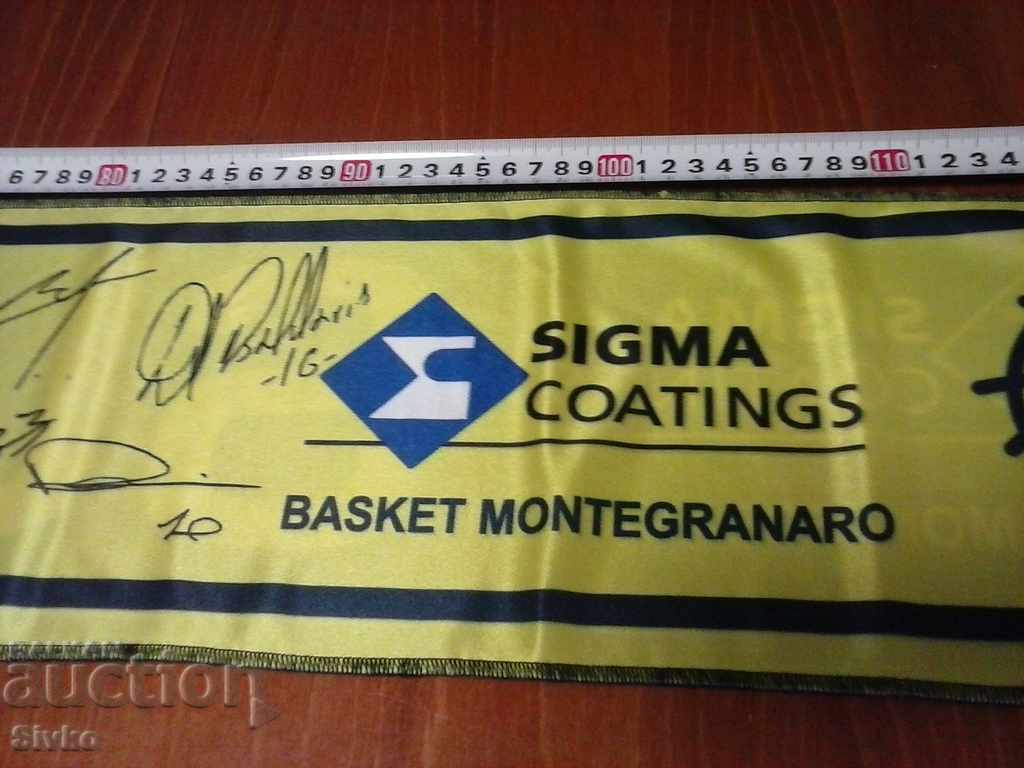 6 7 8 9 80 1 2 3 4 5 6 7 8 9 90 1 2 3 4 5 6 7 8 9 100 1 2 3 4 5 6 7 8 9 110 1 2 3 4
-16-
SIGMA
COATINGS
10
BASKET MONTEGRANARO
BALKAN
auction
Sivko